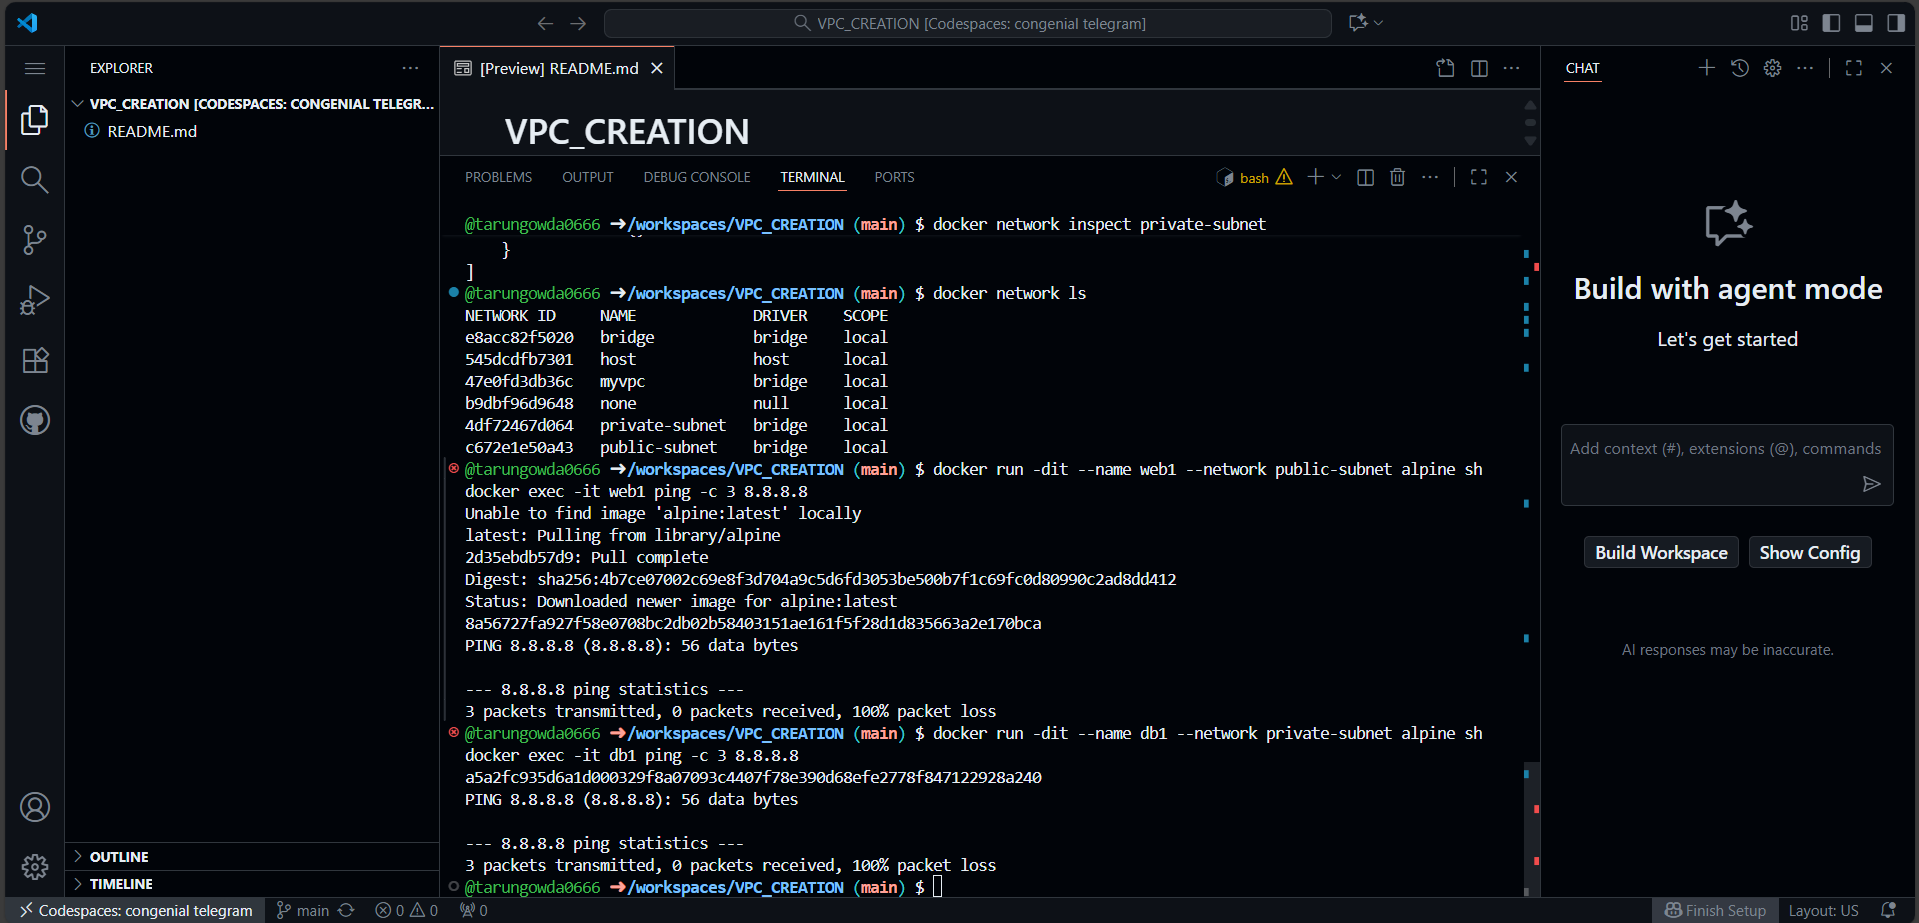 VPC_CREATION [Codespaces: congenial telegram]
EXPLORER
VPC_CREATION [CODESPACES: CONGENIAL TELEGR...
README.md
OUTLINE
TIMELINE
[Preview] README.md
VPC_CREATION
PROBLEMS
OUTPUT
DEBUG CONSOLE
TERMINAL
PORTS
bash
@tarungowda0666 ➜/workspaces/VPC_CREATION (main) $ docker network inspect private-subnet
}
]
@tarungowda0666 ➜/workspaces/VPC_CREATION (main) $ docker network ls
NETWORK ID     NAME             DRIVER    SCOPE
e8acc82f5020   bridge           bridge    local
545dcdfb7301   host             host      local
47e0fd3db36c   myvpc            bridge    local
b9dbf96d9648   none             null      local
4df72467d064   private-subnet   bridge    local
c672e1e50a43   public-subnet    bridge    local
@tarungowda0666 ➜/workspaces/VPC_CREATION (main) $ docker run -dit --name web1 --network public-subnet alpine sh
docker exec -it web1 ping -c 3 8.8.8.8
Unable to find image 'alpine:latest' locally
latest: Pulling from library/alpine
2d35ebdb57d9: Pull complete
Digest: sha256:4b7ce07002c69e8f3d704a9c5d6fd3053be500b7f1c69fc0d80990c2ad8dd412
Status: Downloaded newer image for alpine:latest
8a56727fa927f58e0708bc2db02b58403151ae161f5f28d1d835663a2e170bca
PING 8.8.8.8 (8.8.8.8): 56 data bytes
--- 8.8.8.8 ping statistics ---
3 packets transmitted, 0 packets received, 100% packet loss
@tarungowda0666 ➜/workspaces/VPC_CREATION (main) $ docker run -dit --name db1 --network private-subnet alpine sh
docker exec -it db1 ping -c 3 8.8.8.8
a5a2fc935d6a1d000329f8a07093c4407f78e390d68efe2778f847122928a240
PING 8.8.8.8 (8.8.8.8): 56 data bytes
--- 8.8.8.8 ping statistics ---
3 packets transmitted, 0 packets received, 100% packet loss
@tarungowda0666 ➜/workspaces/VPC_CREATION (main) $
CHAT
Build with agent mode
Let's get started
Add context (#), extensions (@), commands
Build Workspace
Show Config
AI responses may be inaccurate.
Codespaces: congenial telegram
main
0
0
0
Finish Setup
Layout: US